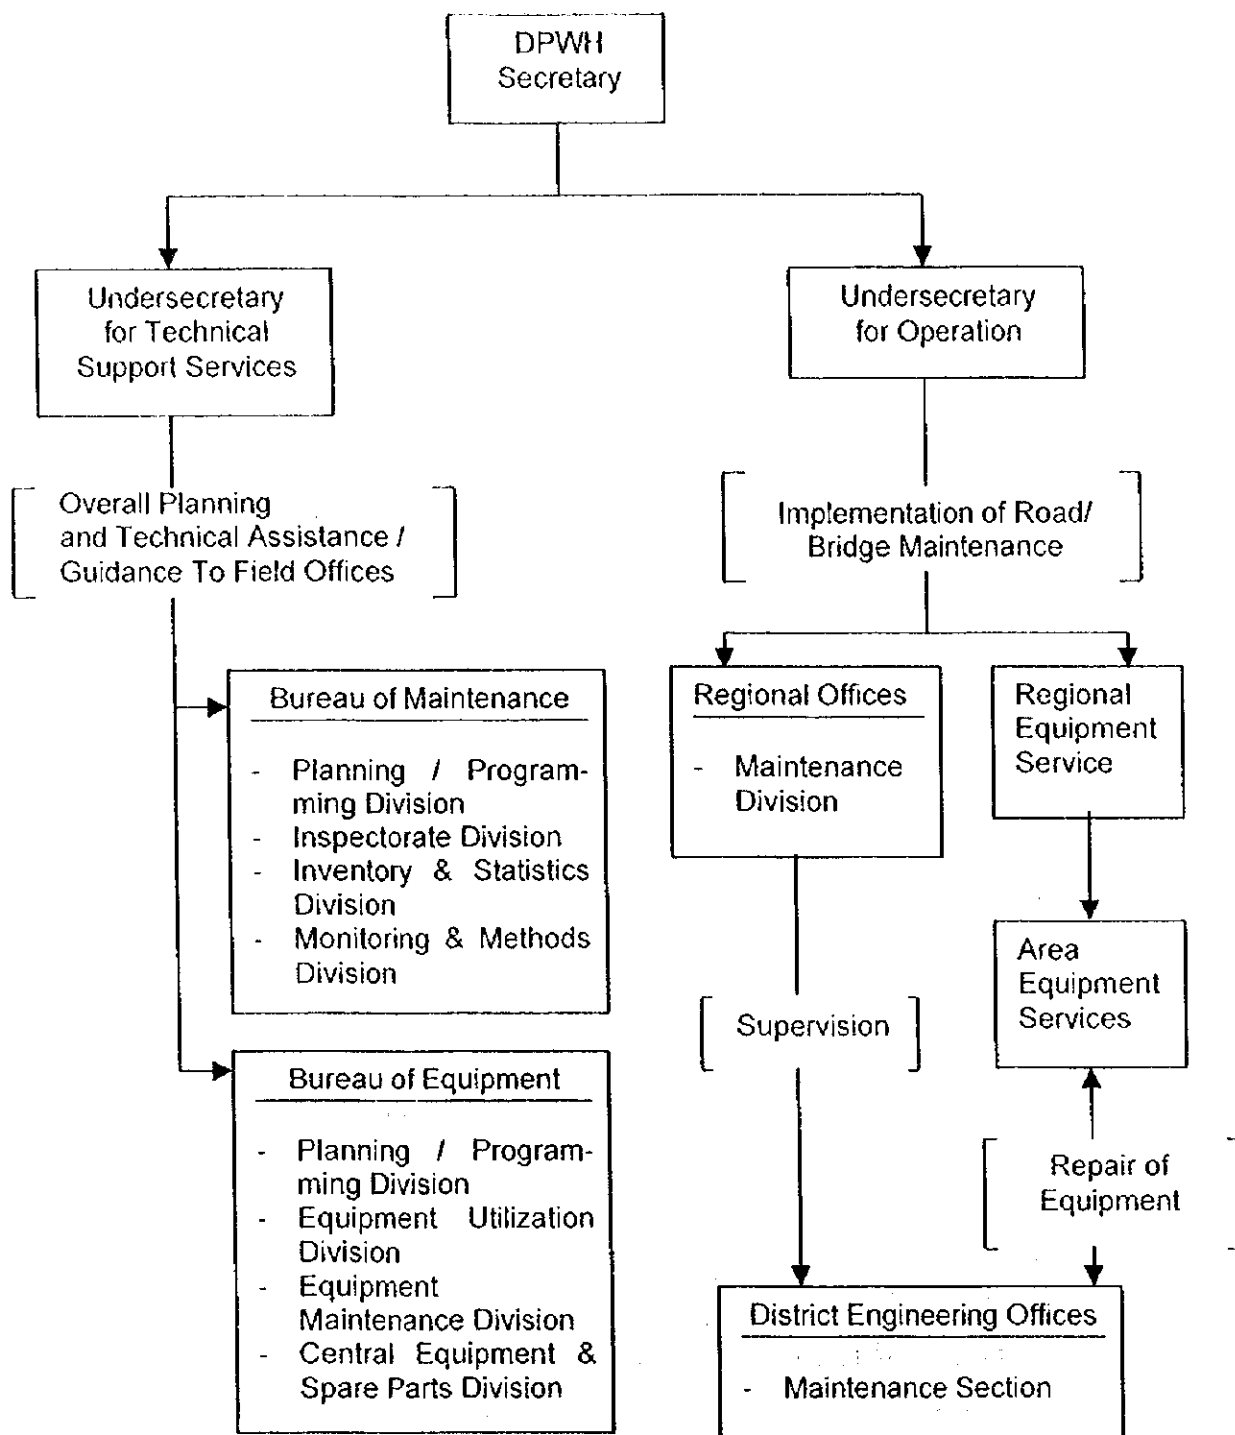 DPWH
Secretary
Undersecretary
for Technical
Support Services
Undersecretary
for Operation
Overall Planning
and Technical Assistance /
Guidance To Field Offices
Implementation of Road/
Bridge Maintenance
Bureau of Maintenance
- Planning / Program-
ming Division
- Inspectorate Division
- Inventory & Statistics
Division
- Monitoring & Methods
Division
Regional Offices
- Maintenance
Division
Regional
Equipment
Service
Area
Equipment
Services
Supervision
Bureau of Equipment
- Planning / Program-
ming Division
- Equipment Utilization
Division
- Equipment
Maintenance Division
- Central Equipment &
Spare Parts Division
Repair of
Equipment
District Engineering Offices
- Maintenance Section